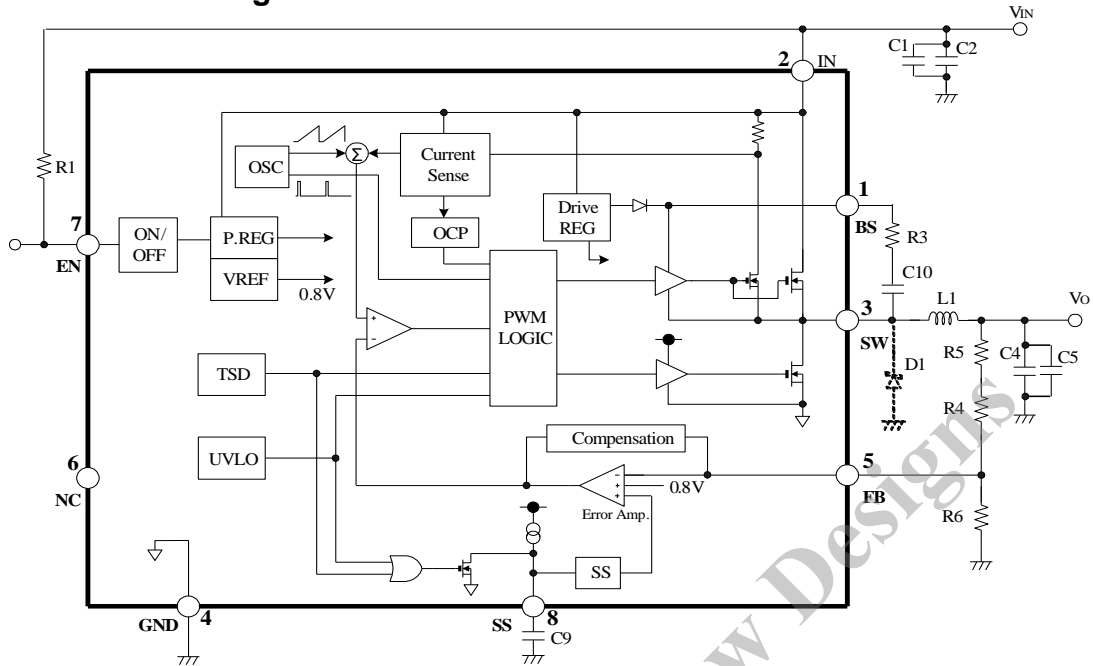 g
VIN
C1
C2
2
IN
R1
OSC
Σ
Current
Sense
7
EN
ON/
OFF
P.REG
VREF
0.8V
OCP
Drive
REG
1
BS
R3
C10
PWM
LOGIC
3
SW
L1
VO
D1
R5
C4
C5
R4
+
−
TSD
UVLO
6
NC
Compensation
5
FB
−
+
+
0.8V
Error Amp.
R6
SS
GND
4
SS
8
C9
w Designs